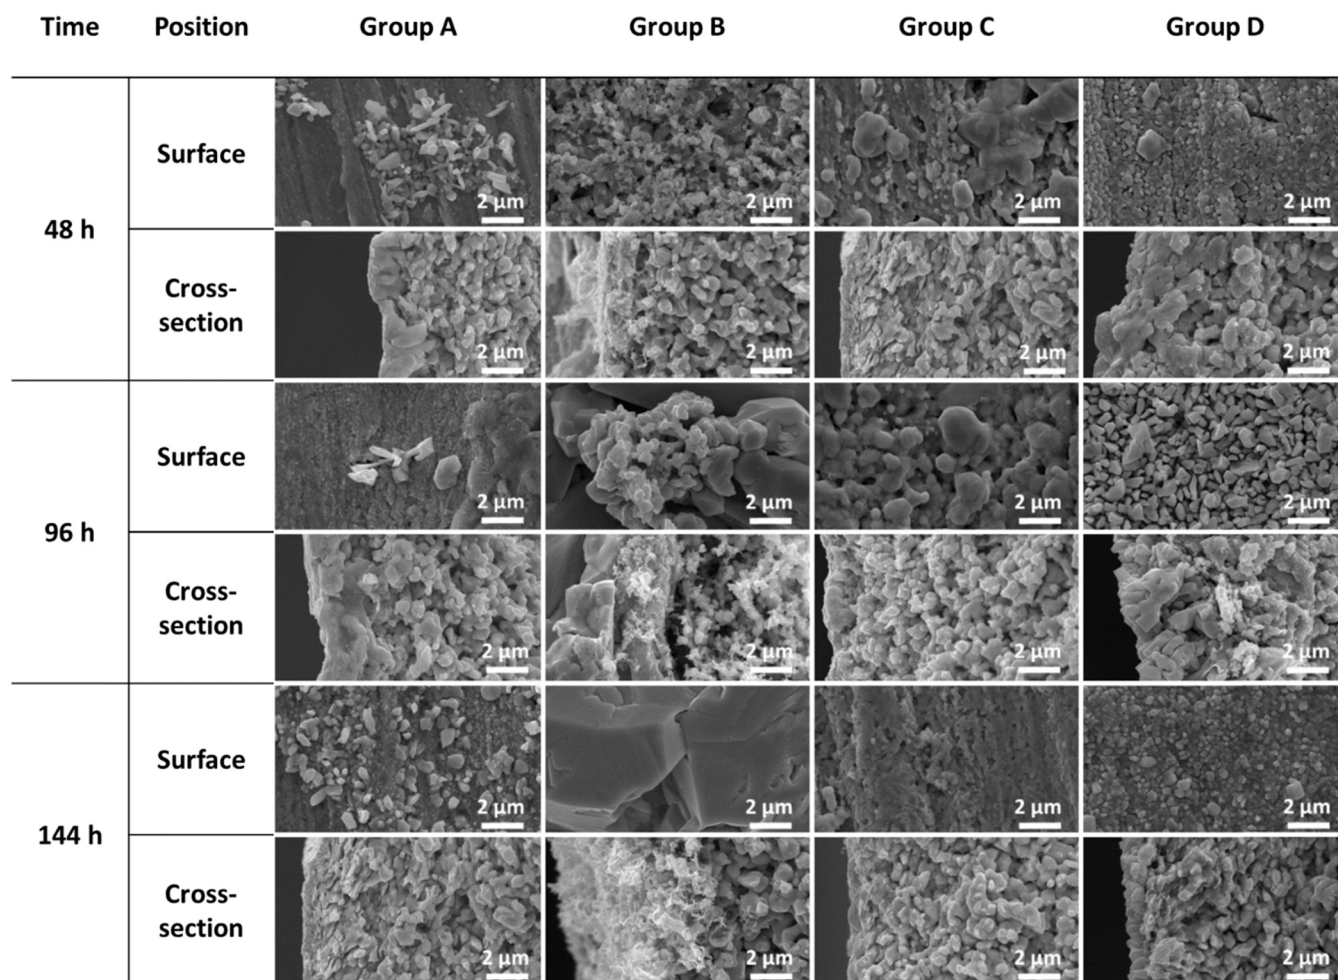 Time Position Group A Group B Group C Group D
48 h
Surface
2 μm 2 μm 2 μm 2 μm
Cross-
section
2 μm 2 μm 2 μm 2 μm
96 h
Surface
2 μm 2 μm 2 μm 2 μm
Cross-
section
2 μm 2 μm 2 μm 2 μm
144 h
Surface
2 μm 2 μm 2 μm 2 μm
Cross-
section
2 μm 2 μm 2 μm 2 μm